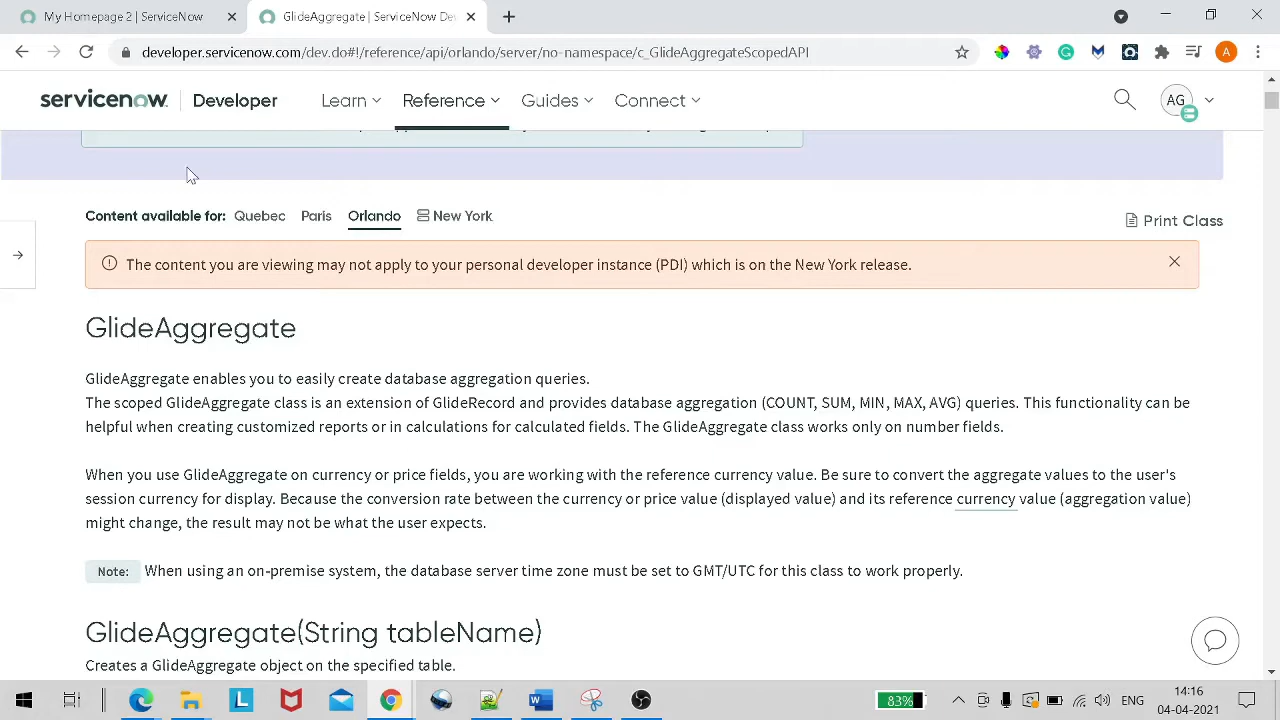 My Homepage 2 | ServiceNow
GlideAggregate | ServiceNow Dev
developer.servicenow.com/dev.do#!/reference/api/orlando/server/no-namespace/c_GlideAggregateScopedAPI
A
servicenow Developer
Learn
Reference
Guides
Connect
AG
Content available for: Quebec Paris Orlando New York
Print Class
The content you are viewing may not apply to your personal developer instance (PDI) which is on the New York release.
GlideAggregate
GlideAggregate enables you to easily create database aggregation queries.
The scoped GlideAggregate class is an extension of GlideRecord and provides database aggregation (COUNT, SUM, MIN, MAX, AVG) queries. This functionality can be
helpful when creating customized reports or in calculations for calculated fields. The GlideAggregate class works only on number fields.
When you use GlideAggregate on currency or price fields, you are working with the reference currency value. Be sure to convert the aggregate values to the user's
session currency for display. Because the conversion rate between the currency or price value (displayed value) and its reference currency value (aggregation value)
might change, the result may not be what the user expects.
Note: When using an on-premise system, the database server time zone must be set to GMT/UTC for this class to work properly.
GlideAggregate(String tableName)
Creates a GlideAggregate object on the specified table.
83%
ENG
14:16
04-04-2021